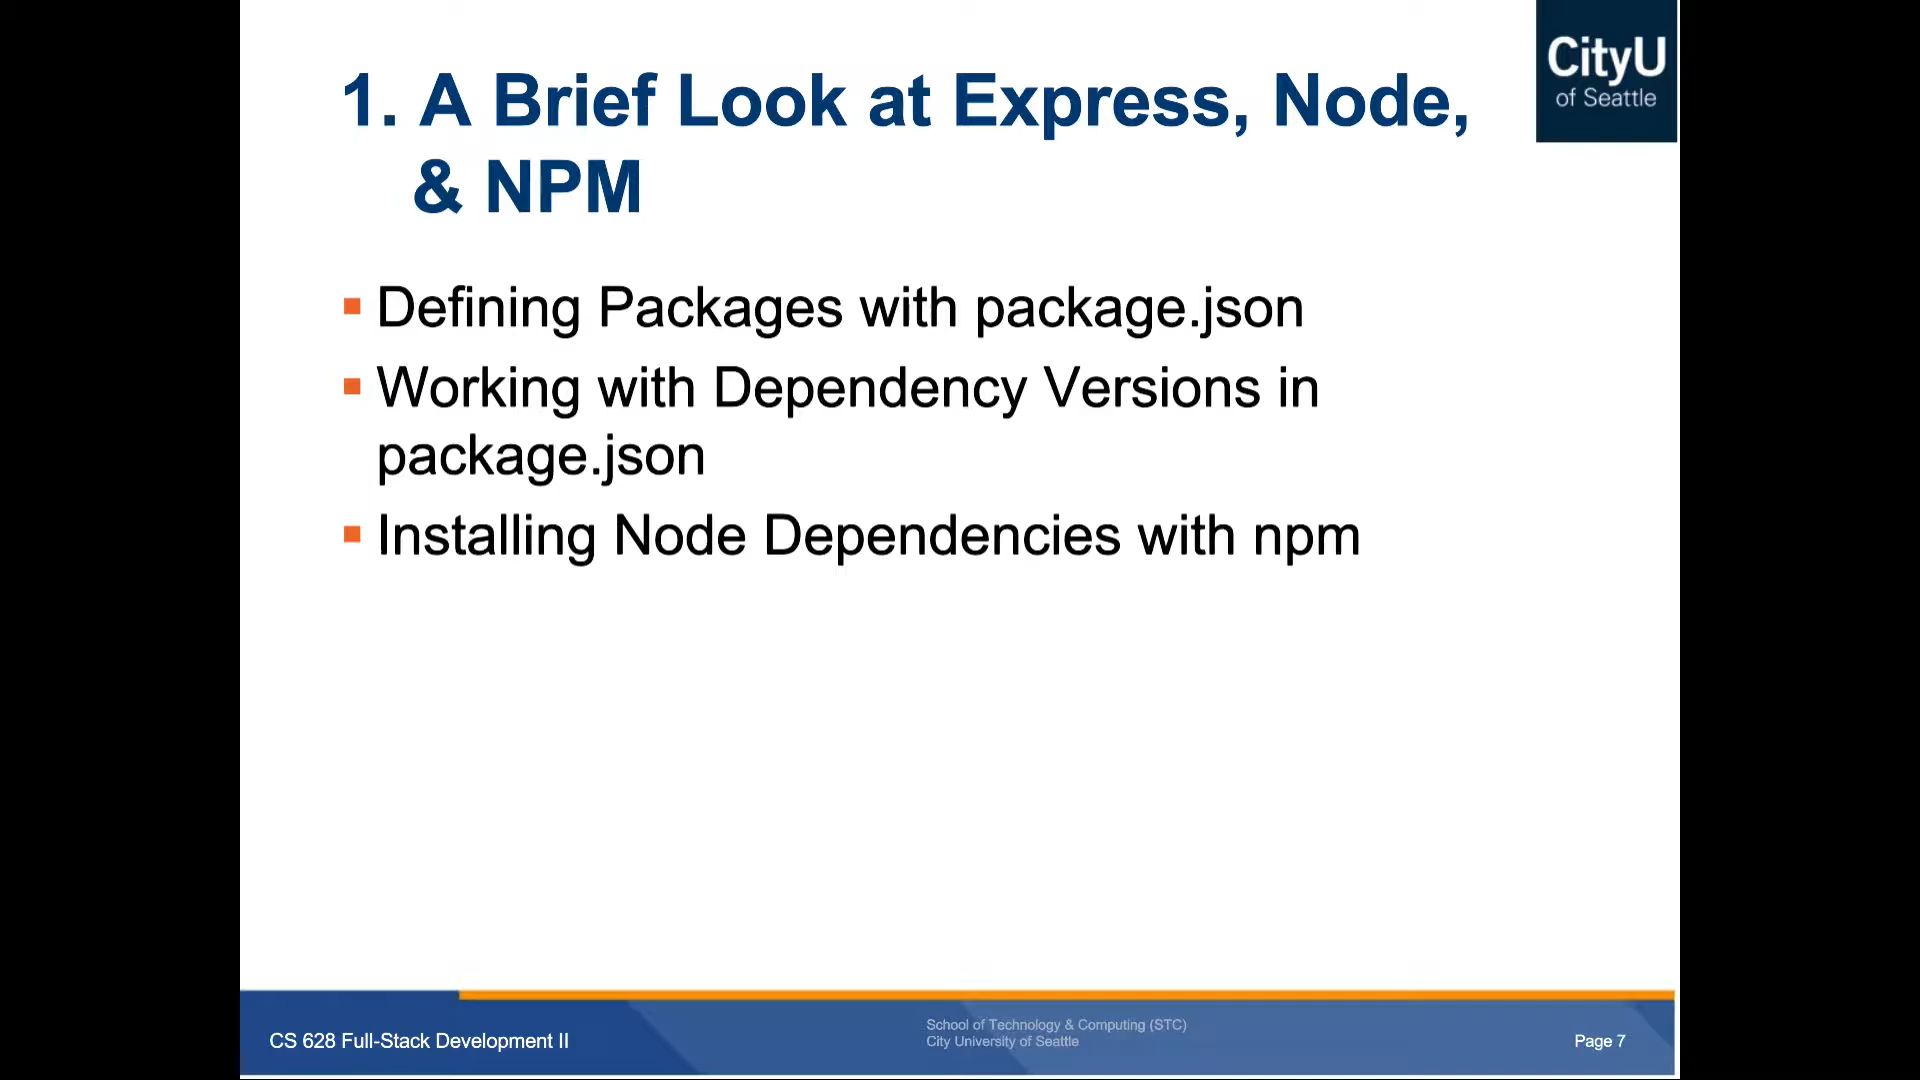 CityU
of Seattle
1. A Brief Look at Express, Node,
& NPM
Defining Packages with package.json
Working with Dependency Versions in
package.json
Installing Node Dependencies with npm
CS 628 Full-Stack Development II
School of Technology & Computing (STC)
City University of Seattle
Page 7